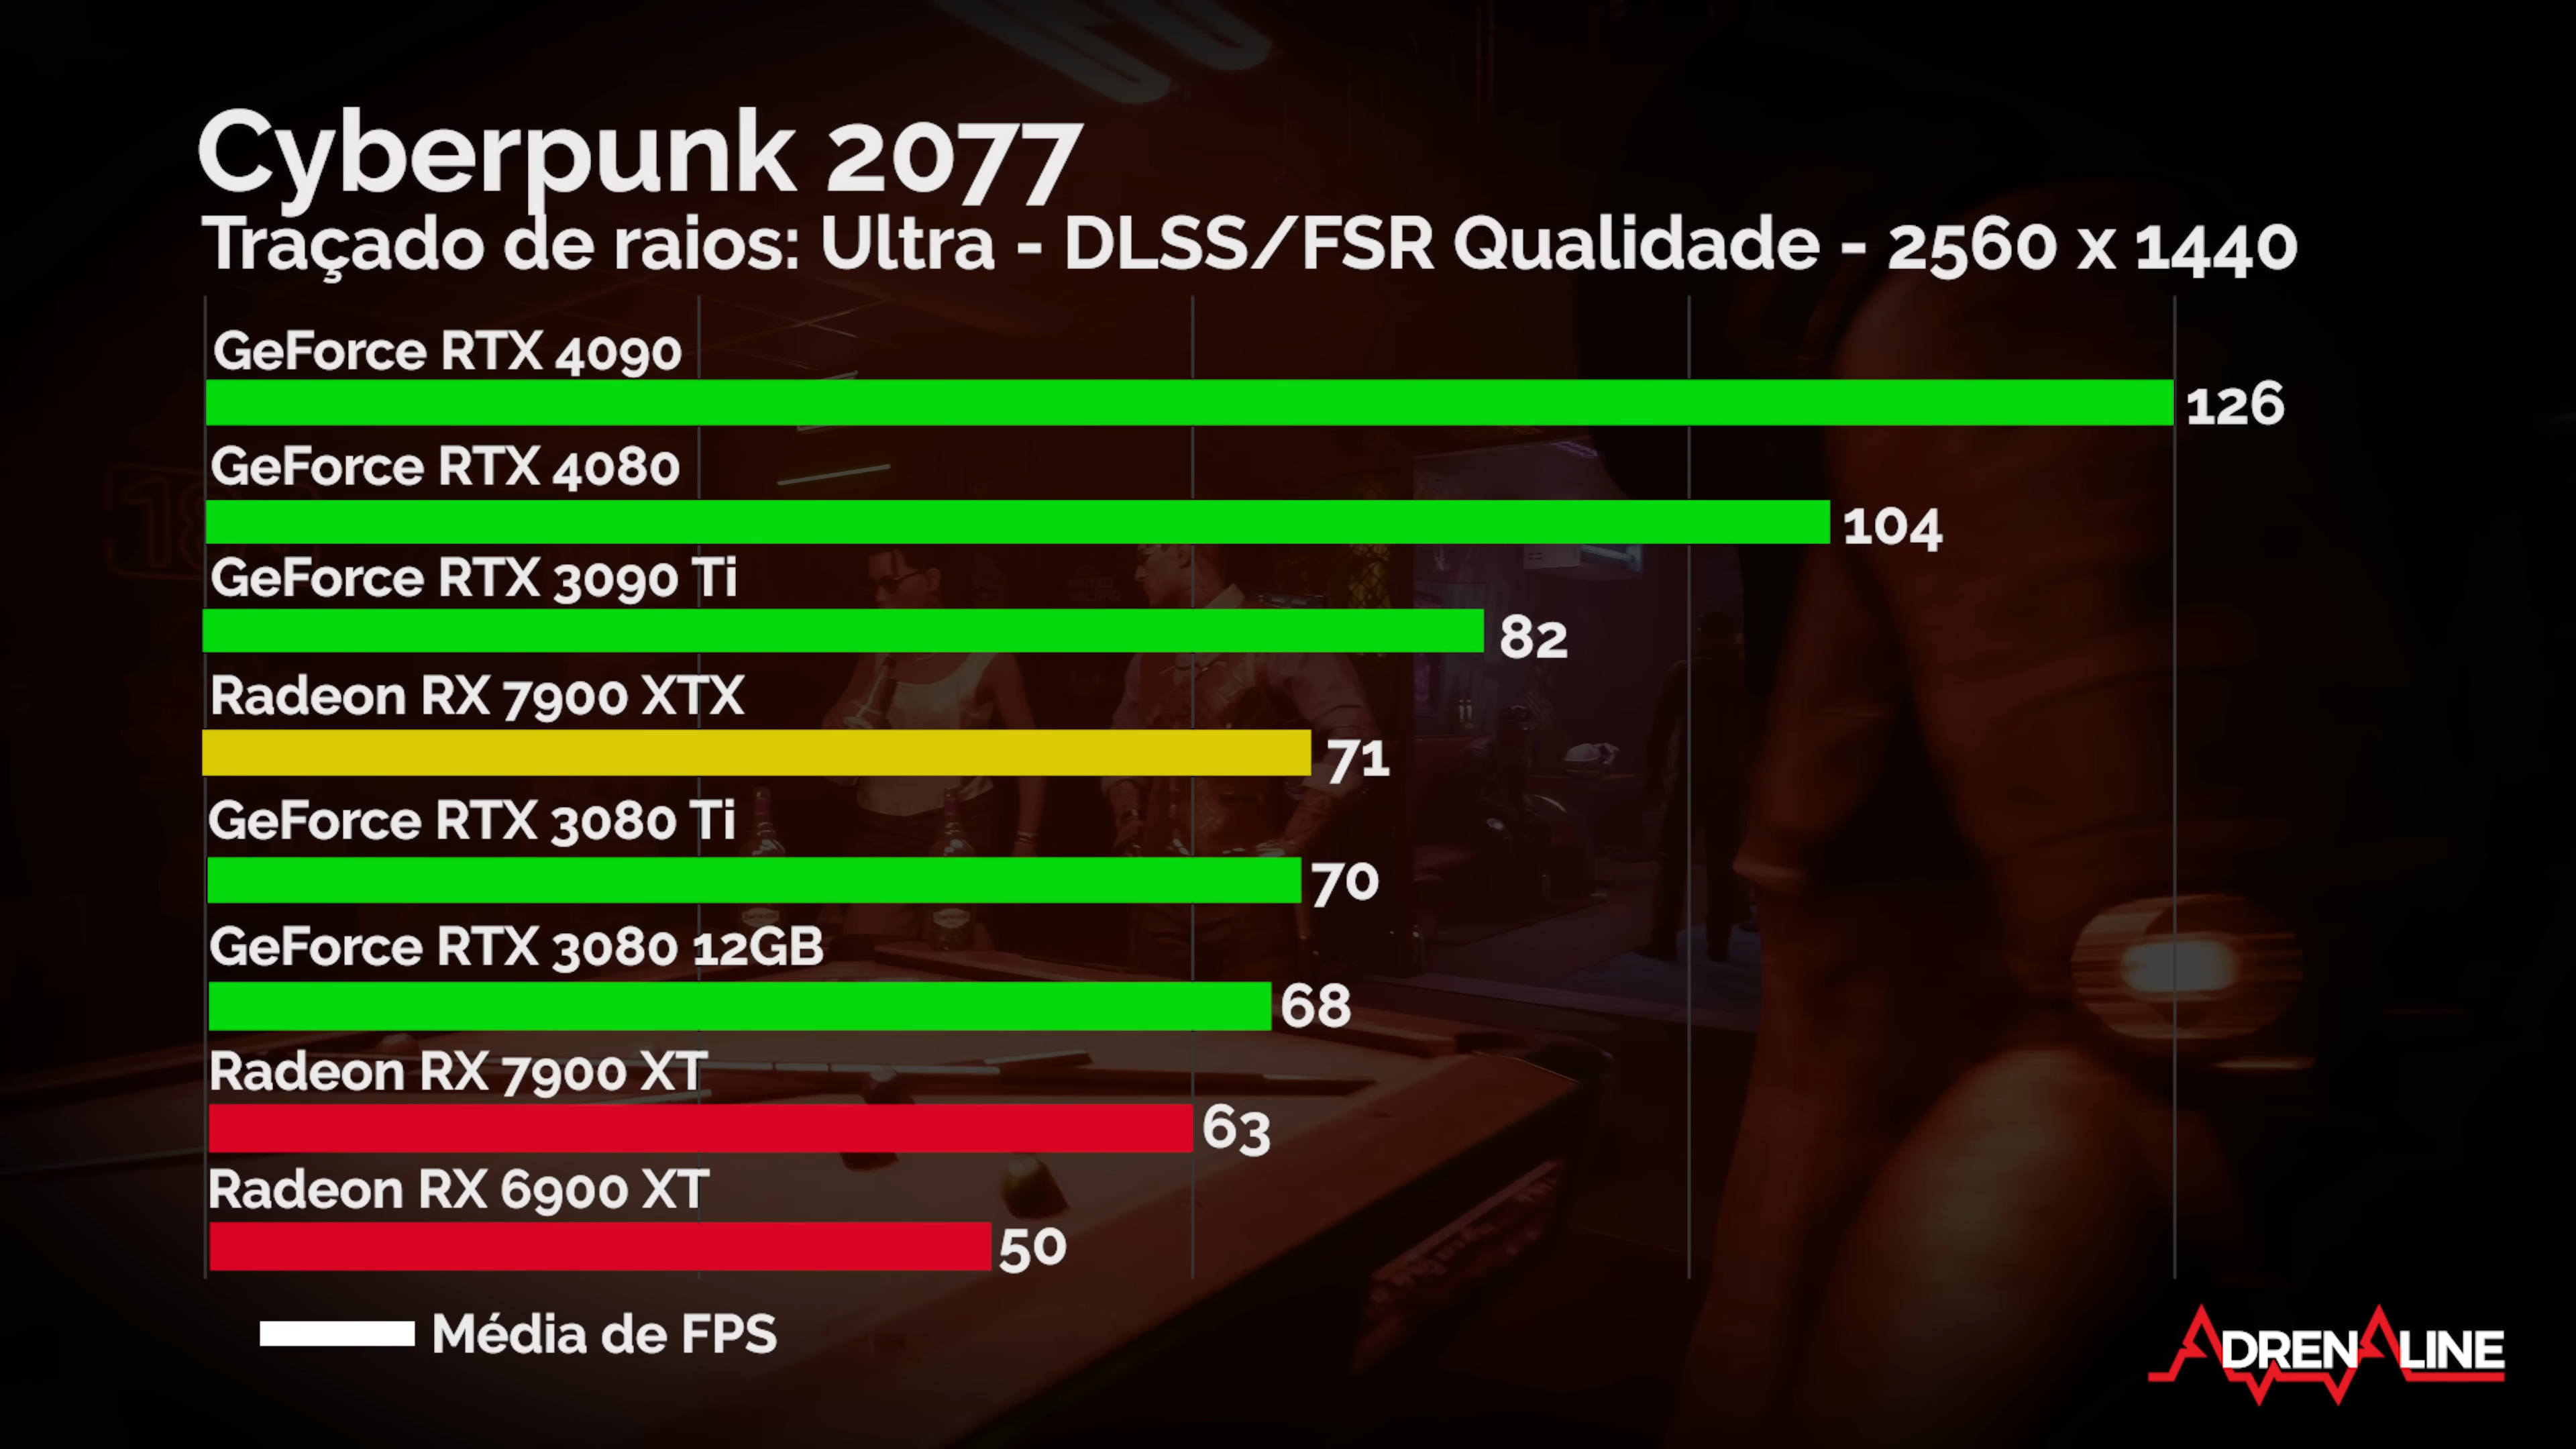 Cyberpunk 2077
Traçado de raios: Ultra - DLSS/FSR Qualidade - 2560 x 1440
GeForce RTX 4090
126
GeForce RTX 4080
104
GeForce RTX 3090 Ti
82
Radeon RX 7900 XTX
71
GeForce RTX 3080 Ti
70
GeForce RTX 3080 12GB
68
Radeon RX 7900 XT
63
Radeon RX 6900 XT
50
Média de FPS
ADRENALINE